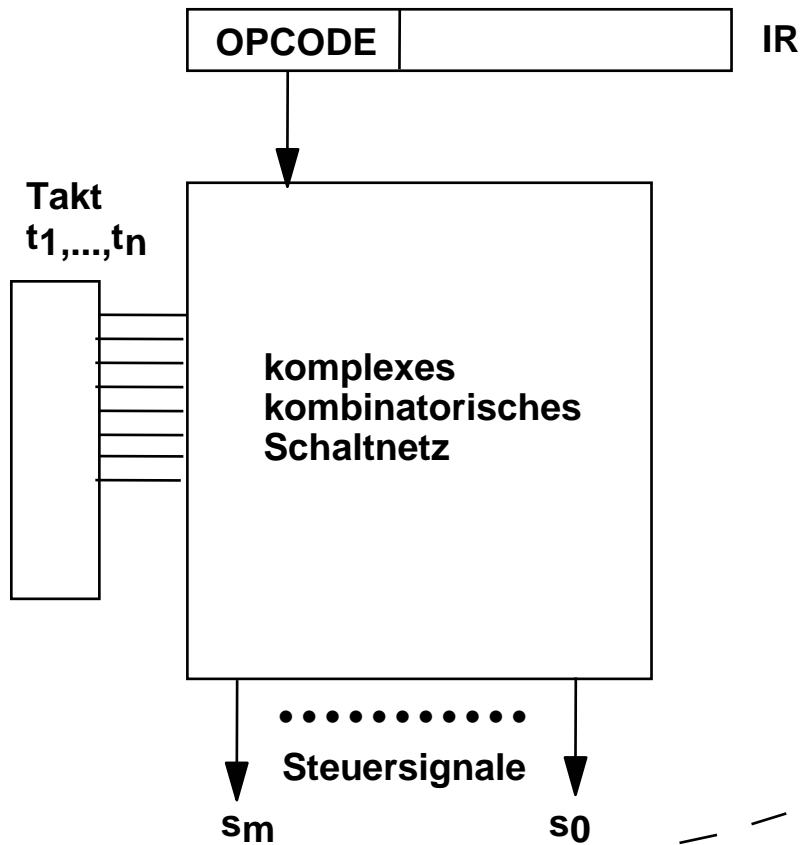 OPCODE
IR
Takt
t1,...,tn
komplexes
kombinatorisches
Schaltnetz
Steuersignale
sm
s0